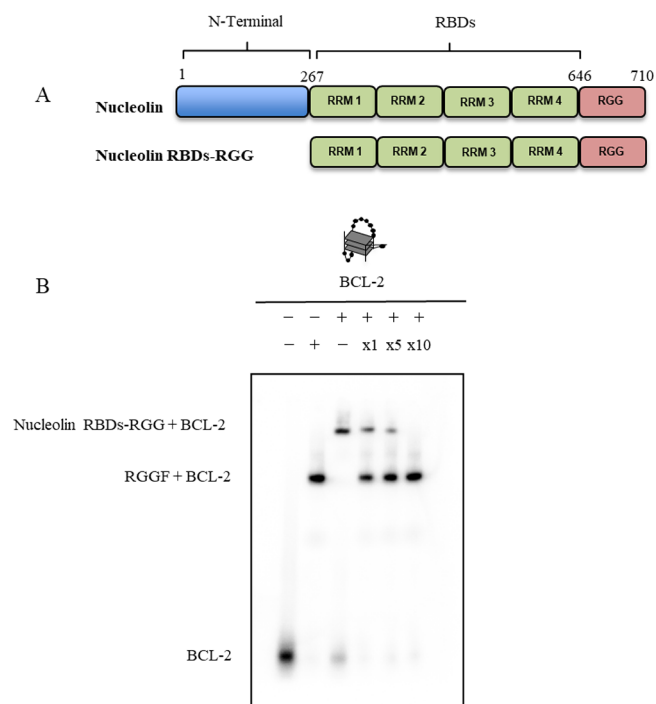 N-Terminal RBDs
1 267 646 710
A
Nucleolin RRM 1 RRM 2 RRM 3 RRM 4 RGG
Nucleolin RBDs-RGG RRM 1 RRM 2 RRM 3 RRM 4 RGG
B
BCL-2
− − + + + +
− + − x1 x5 x10
Nucleolin RBDs-RGG + BCL-2
RGGF + BCL-2
BCL-2